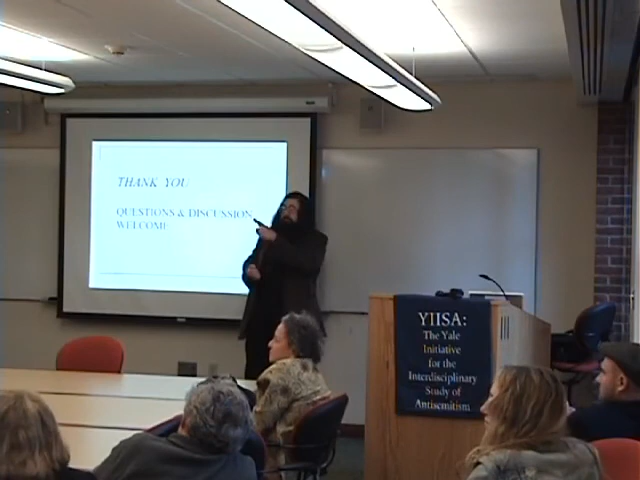 THANK YOU
QUESTIONS & DISCUSSION
WELCOME
YIISA:
The Yale
Initiative
for the
Interdisciplinary
Study of
Antisemitism